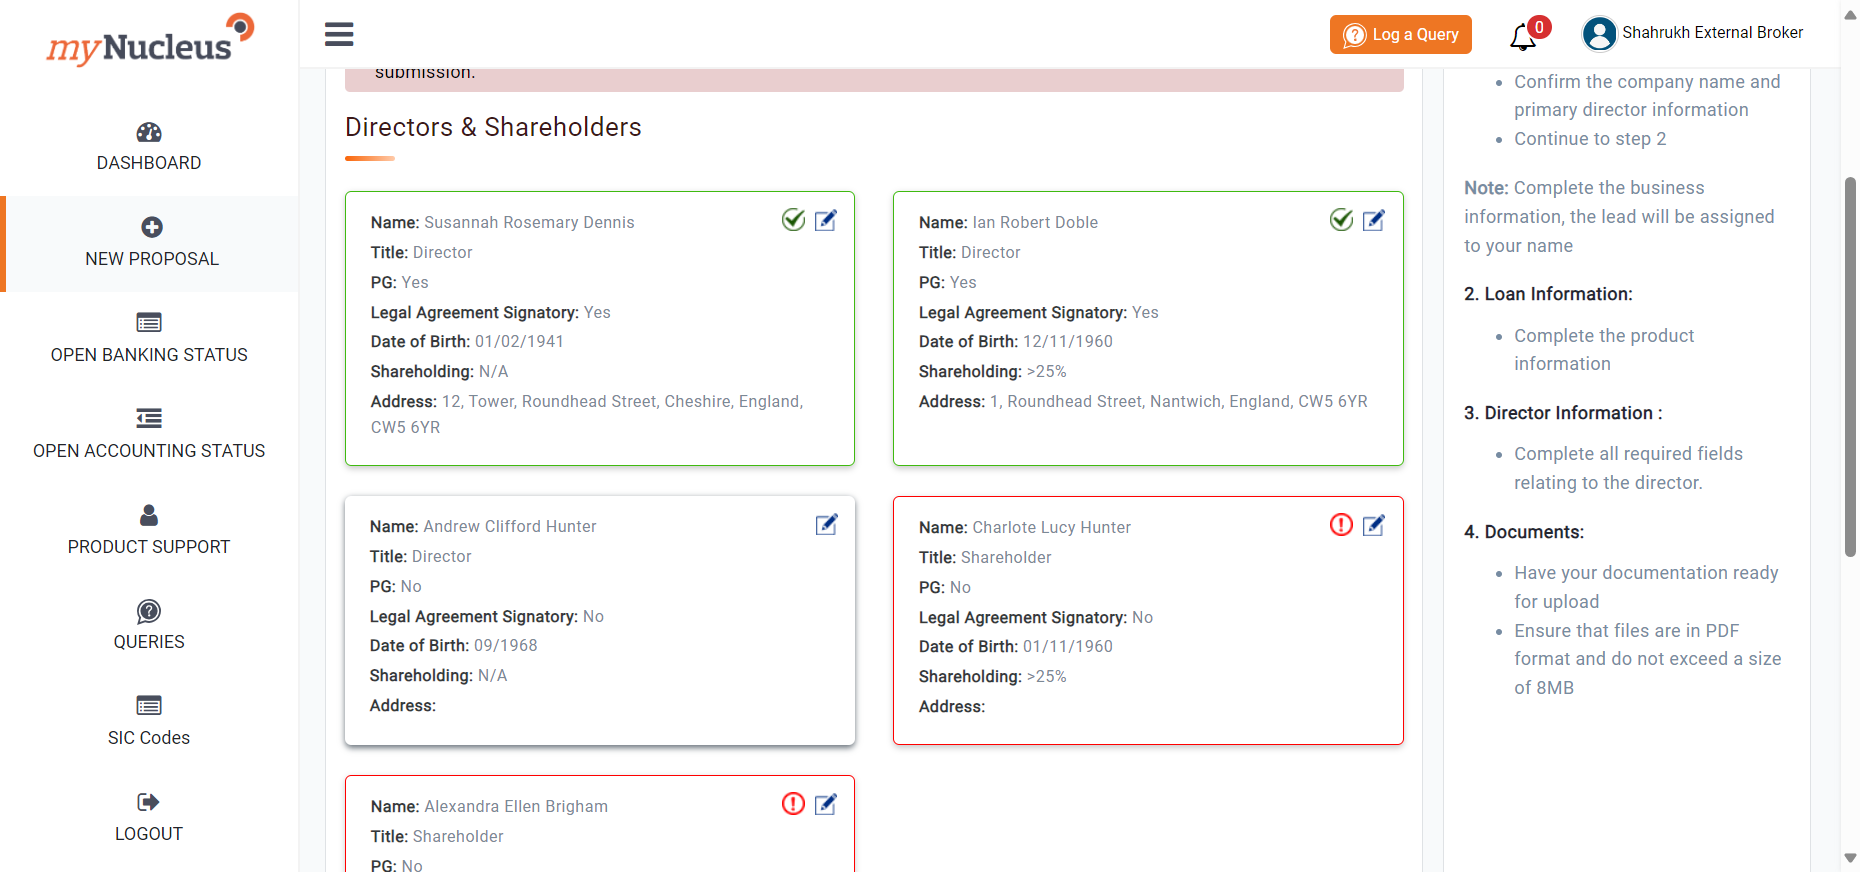 myNucleus
Log a Query
0
Shahrukh External Broker
DASHBOARD
NEW PROPOSAL
OPEN BANKING STATUS
OPEN ACCOUNTING STATUS
PRODUCT SUPPORT
QUERIES
SIC Codes
LOGOUT
submission.
Directors & Shareholders
Name: Susannah Rosemary Dennis
Title: Director
PG: Yes
Legal Agreement Signatory: Yes
Date of Birth: 01/02/1941
Shareholding: N/A
Address: 12, Tower, Roundhead Street, Cheshire, England,
CW5 6YR
Name: Ian Robert Doble
Title: Director
PG: Yes
Legal Agreement Signatory: Yes
Date of Birth: 12/11/1960
Shareholding: >25%
Address: 1, Roundhead Street, Nantwich, England, CW5 6YR
Name: Andrew Clifford Hunter
Title: Director
PG: No
Legal Agreement Signatory: No
Date of Birth: 09/1968
Shareholding: N/A
Address:
Name: Charlote Lucy Hunter
Title: Shareholder
PG: No
Legal Agreement Signatory: No
Date of Birth: 01/11/1960
Shareholding: >25%
Address:
Name: Alexandra Ellen Brigham
Title: Shareholder
PG: No
• Confirm the company name and
primary director information
• Continue to step 2
Note: Complete the business
information, the lead will be assigned
to your name
2. Loan Information:
• Complete the product
information
3. Director Information :
• Complete all required fields
relating to the director.
4. Documents:
• Have your documentation ready
for upload
• Ensure that files are in PDF
format and do not exceed a size
of 8MB